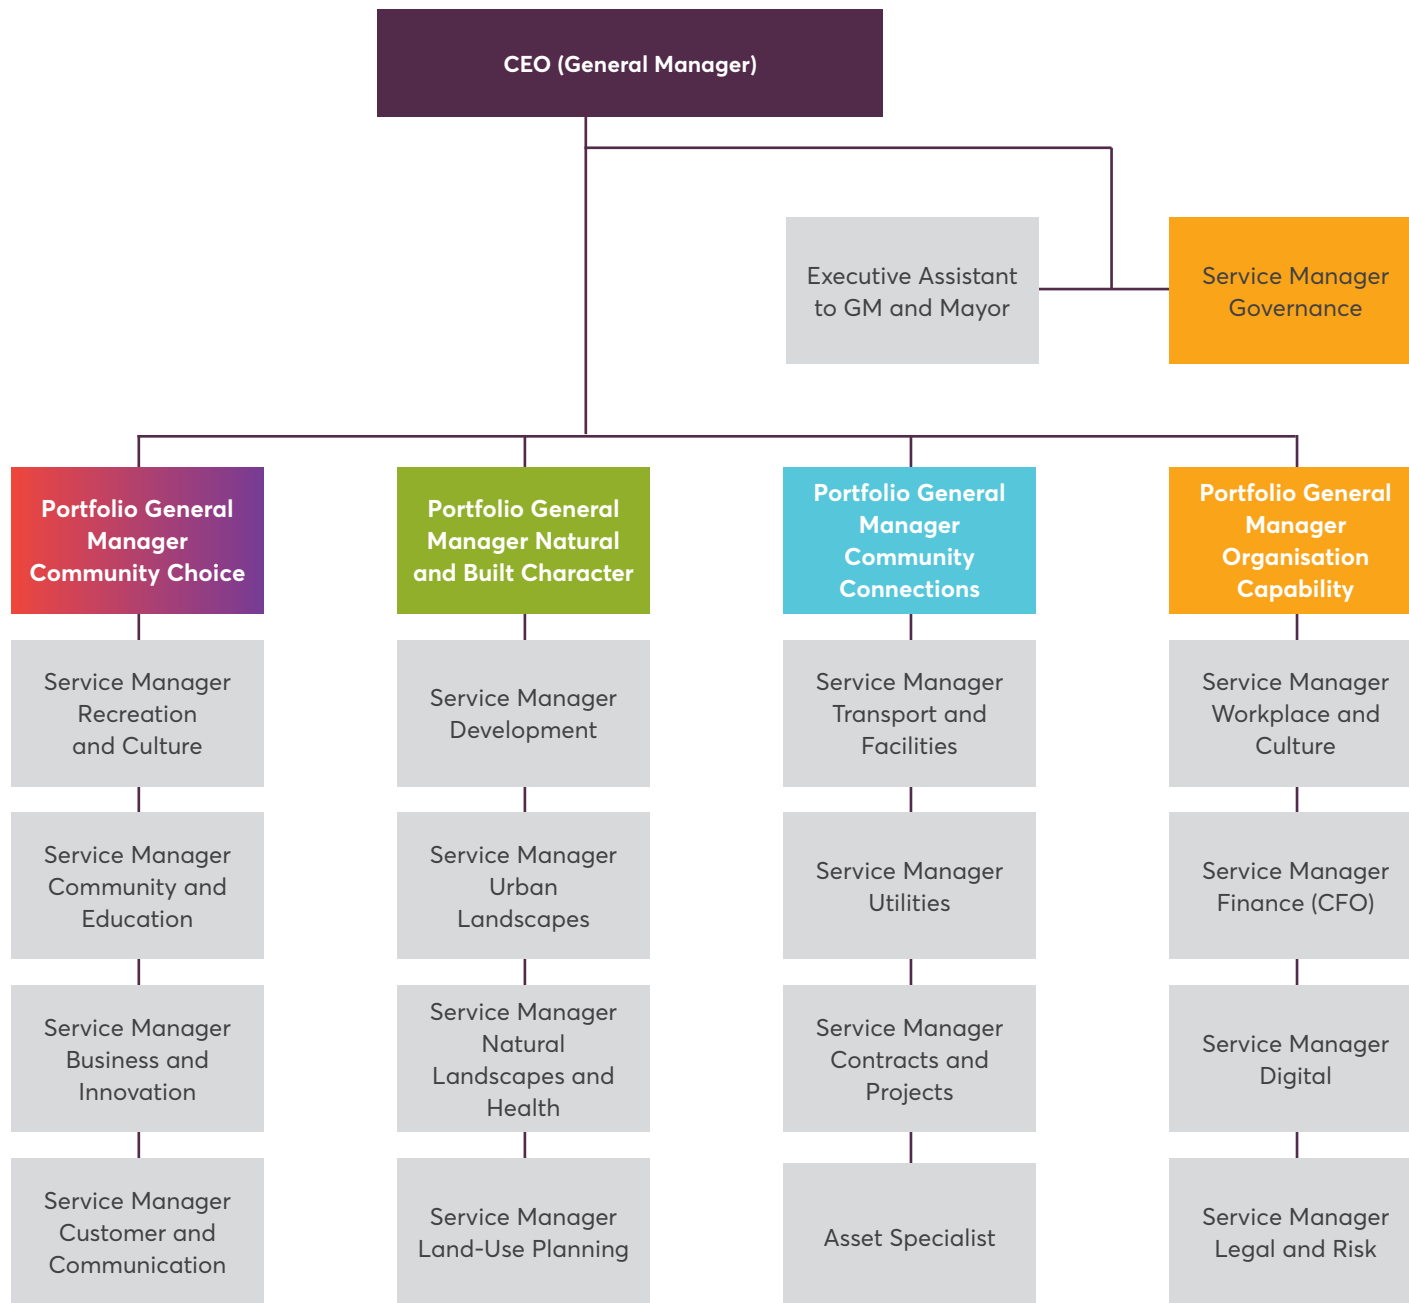 CEO (General Manager)
Executive Assistant
to GM and Mayor
Service Manager
Governance
Portfolio General
Manager
Community Choice
Portfolio General
Manager Natural
and Built Character
Portfolio General
Manager
Community
Connections
Portfolio General
Manager
Organisation
Capability
Service Manager
Recreation
and Culture
Service Manager
Development
Service Manager
Transport and
Facilities
Service Manager
Workplace and
Culture
Service Manager
Community and
Education
Service Manager
Urban
Landscapes
Service Manager
Utilities
Service Manager
Finance (CFO)
Service Manager
Business and
Innovation
Service Manager
Natural
Landscapes and
Health
Service Manager
Contracts and
Projects
Service Manager
Digital
Service Manager
Customer and
Communication
Service Manager
Land-Use Planning
Asset Specialist
Service Manager
Legal and Risk